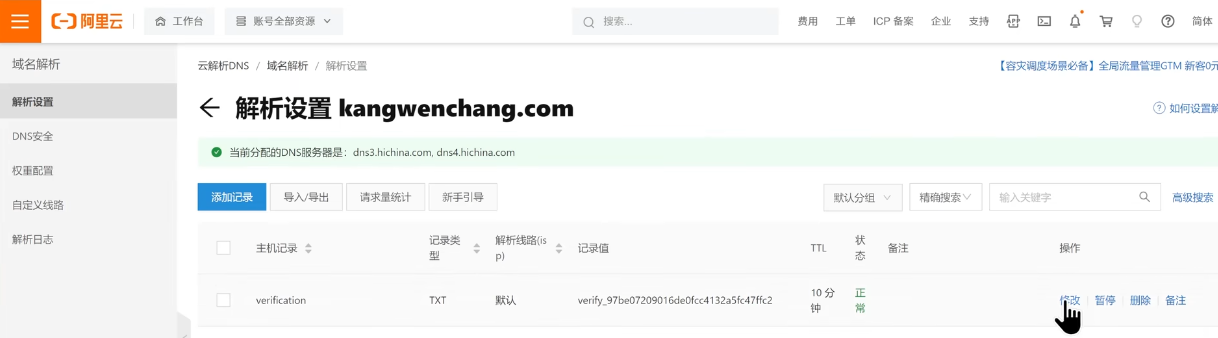 阿里云 工作台 账号全部资源 搜索... 费用 工单 ICP 备案 企业 支持 简体
域名解析
解析设置
DNS安全
权重配置
自定义线路
解析日志
云解析DNS / 域名解析 / 解析设置
【容灾调度场景必备】全局流量管理GTM 新客0元
解析设置 kangwenchang.com
如何设置解
当前分配的DNS服务器是：dns3.hichina.com, dns4.hichina.com
添加记录 导入/导出 请求量统计 新手引导 默认分组 精确搜索 输入关键字 高级搜索
主机记录 记录类型 解析线路(isp) 记录值 TTL 状态 备注 操作
verification TXT 默认 verify_97be07209016de0fcc4132a5fc47ffc2 10 分钟 正常 修改 暂停 删除 备注